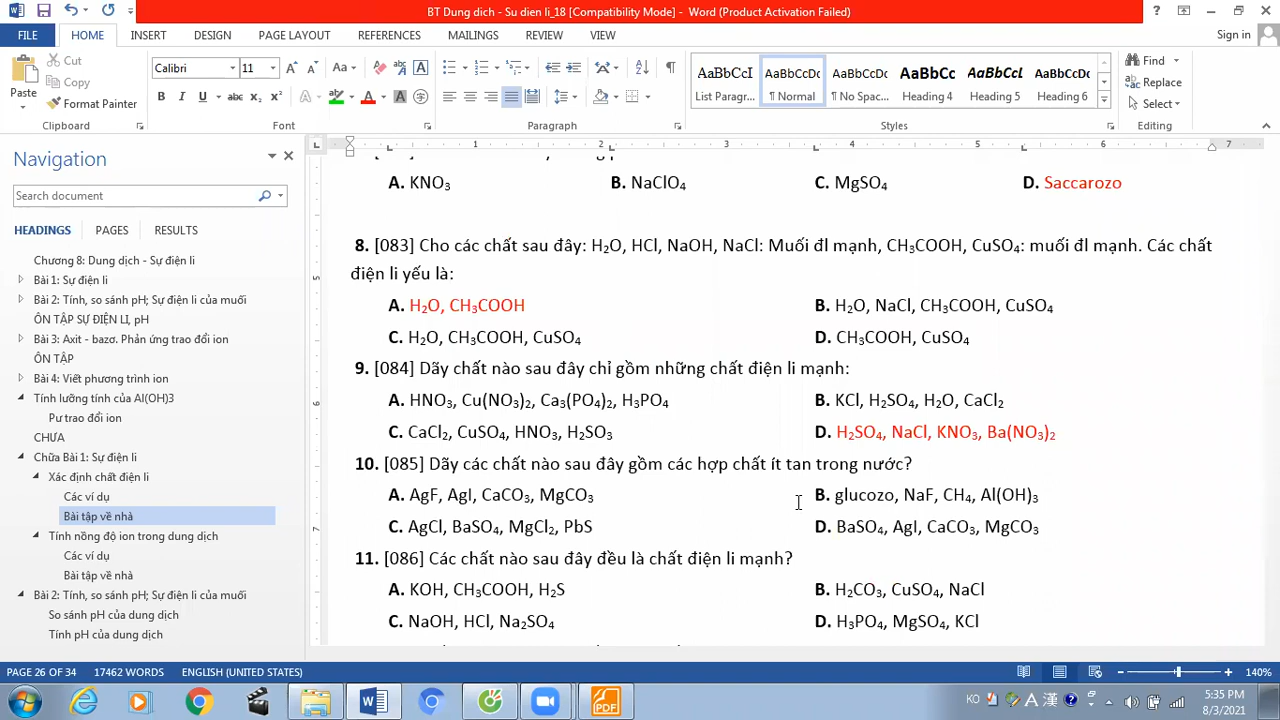 BT Dung dich - Su dien li_18 [Compatibility Mode] - Word (Product Activation Failed)
FILE HOME INSERT DESIGN PAGE LAYOUT REFERENCES MAILINGS REVIEW VIEW Sign in
Paste
Cut
Copy
Format Painter
Calibri 11
AaBbCcI AaBbCcDc AaBbCcDc AaBbCc AaBbCcL AaBbCcDc
List Paragr... ¶ Normal ¶ No Spac... Heading 4 Heading 5 Heading 6
Find
Replace
Select
Clipboard Font Paragraph Styles Editing
Navigation
Search document
HEADINGS PAGES RESULTS
Chương 8: Dung dịch - Sự điện li
Bài 1: Sự điện li
Bài 2: Tính, so sánh pH; Sự điện li của muối
ÔN TẬP SỰ ĐIỆN LI, pH
Bài 3: Axit - bazơ. Phản ứng trao đổi ion
ÔN TẬP
Bài 4: Viết phương trình ion
Tính lưỡng tính của Al(OH)3
Pư trao đổi ion
CHƯA
Chữa Bài 1: Sự điện li
Xác định chất điện li
Các ví dụ
Bài tập về nhà
Tính nồng độ ion trong dung dịch
Các ví dụ
Bài tập về nhà
Bài 2: Tính, so sánh pH; Sự điện li của muối
So sánh pH của dung dịch
Tính pH của dung dịch
1 2 3 4 5 6 7
A. KNO₃ B. NaClO₄ C. MgSO₄ D. Saccarozo
8. [083] Cho các chất sau đây: H₂O, HCl, NaOH, NaCl: Muối đl mạnh, CH₃COOH, CuSO₄: muối đl mạnh. Các chất
điện li yếu là:
A. H₂O, CH₃COOH B. H₂O, NaCl, CH₃COOH, CuSO₄
C. H₂O, CH₃COOH, CuSO₄ D. CH₃COOH, CuSO₄
9. [084] Dãy chất nào sau đây chỉ gồm những chất điện li mạnh:
A. HNO₃, Cu(NO₃)₂, Ca₃(PO₄)₂, H₃PO₄ B. KCl, H₂SO₄, H₂O, CaCl₂
C. CaCl₂, CuSO₄, HNO₃, H₂SO₃ D. H₂SO₄, NaCl, KNO₃, Ba(NO₃)₂
10. [085] Dãy các chất nào sau đây gồm các hợp chất ít tan trong nước?
A. AgF, AgI, CaCO₃, MgCO₃ B. glucozo, NaF, CH₄, Al(OH)₃
C. AgCl, BaSO₄, MgCl₂, PbS D. BaSO₄, AgI, CaCO₃, MgCO₃
11. [086] Các chất nào sau đây đều là chất điện li mạnh?
A. KOH, CH₃COOH, H₂S B. H₂CO₃, CuSO₄, NaCl
C. NaOH, HCl, Na₂SO₄ D. H₃PO₄, MgSO₄, KCl
PAGE 26 OF 34 17462 WORDS ENGLISH (UNITED STATES) 140%
KO 漢 5:35 PM
8/3/2021